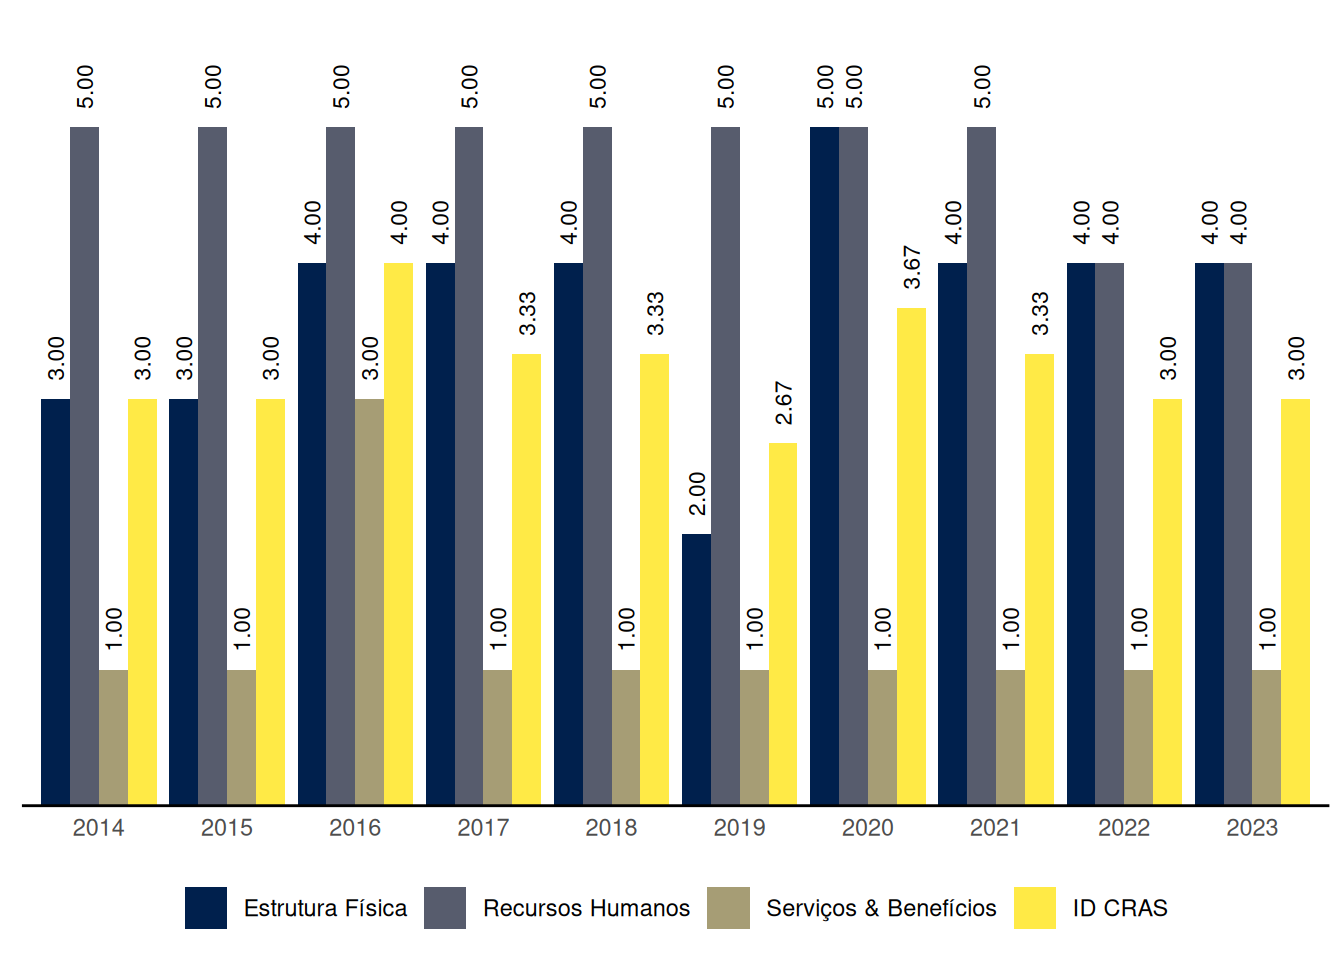 5.00 5.00 5.00 5.00 5.00 5.00 5.00 5.00 5.00
4.00 4.00 4.00 4.00 4.00 4.00 4.00 4.00 4.00
3.67
3.33 3.33 3.33
3.00 3.00 3.00 3.00 3.00 3.00 3.00
2.67
2.00
1.00 1.00 1.00 1.00 1.00 1.00 1.00 1.00 1.00
2014 2015 2016 2017 2018 2019 2020 2021 2022 2023
Estrutura Física Recursos Humanos Serviços & Benefícios ID CRAS